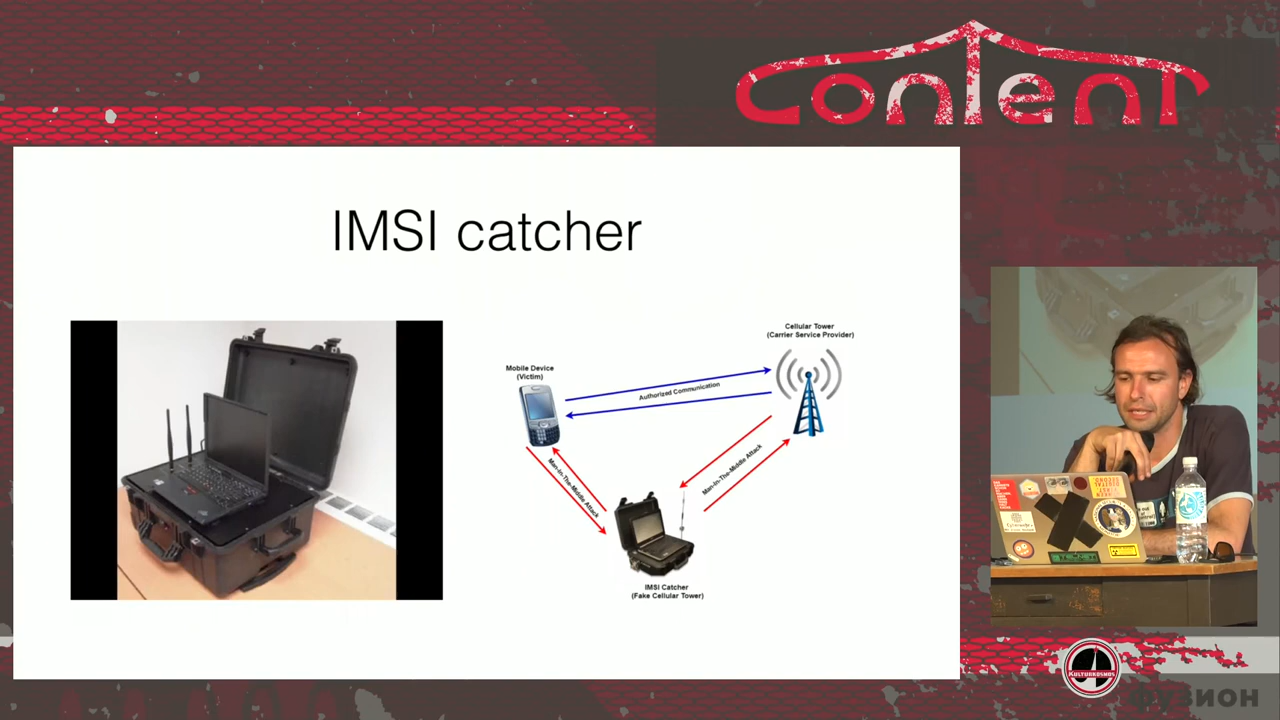 content
IMSI catcher
Cellular Tower
(Carrier Service Provider)
Mobile Device
(Victim)
Authorized Communication
Man-In-The-Middle Attack
Man-In-The-Middle Attack
IMSI Catcher
(Fake Cellular Tower)
KULTURKOSMOS
фузион